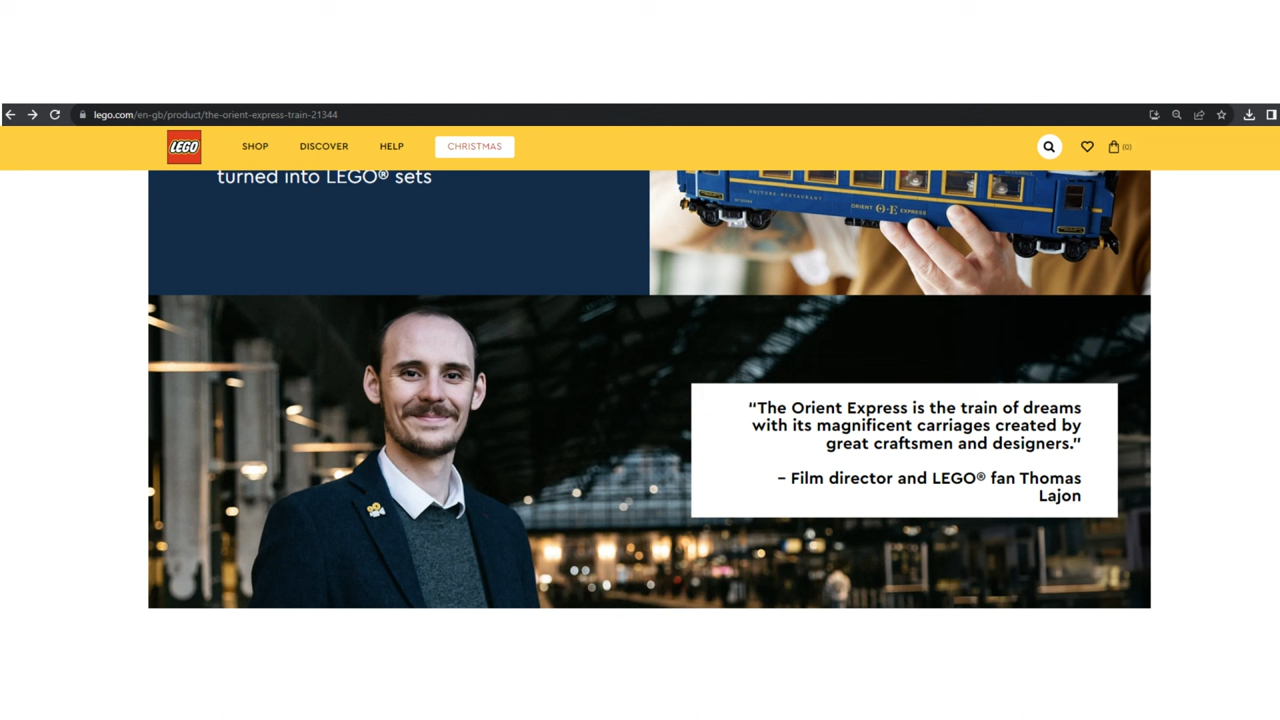 lego.com/en-gb/product/the-orient-express-train-21344
LEGO
SHOP DISCOVER HELP CHRISTMAS (0)
turned into LEGO® sets
VOITURE-RESTAURANT
ORIENT O·E EXPRESS
“The Orient Express is the train of dreams
with its magnificent carriages created by
great craftsmen and designers.”
– Film director and LEGO® fan Thomas
Lajon